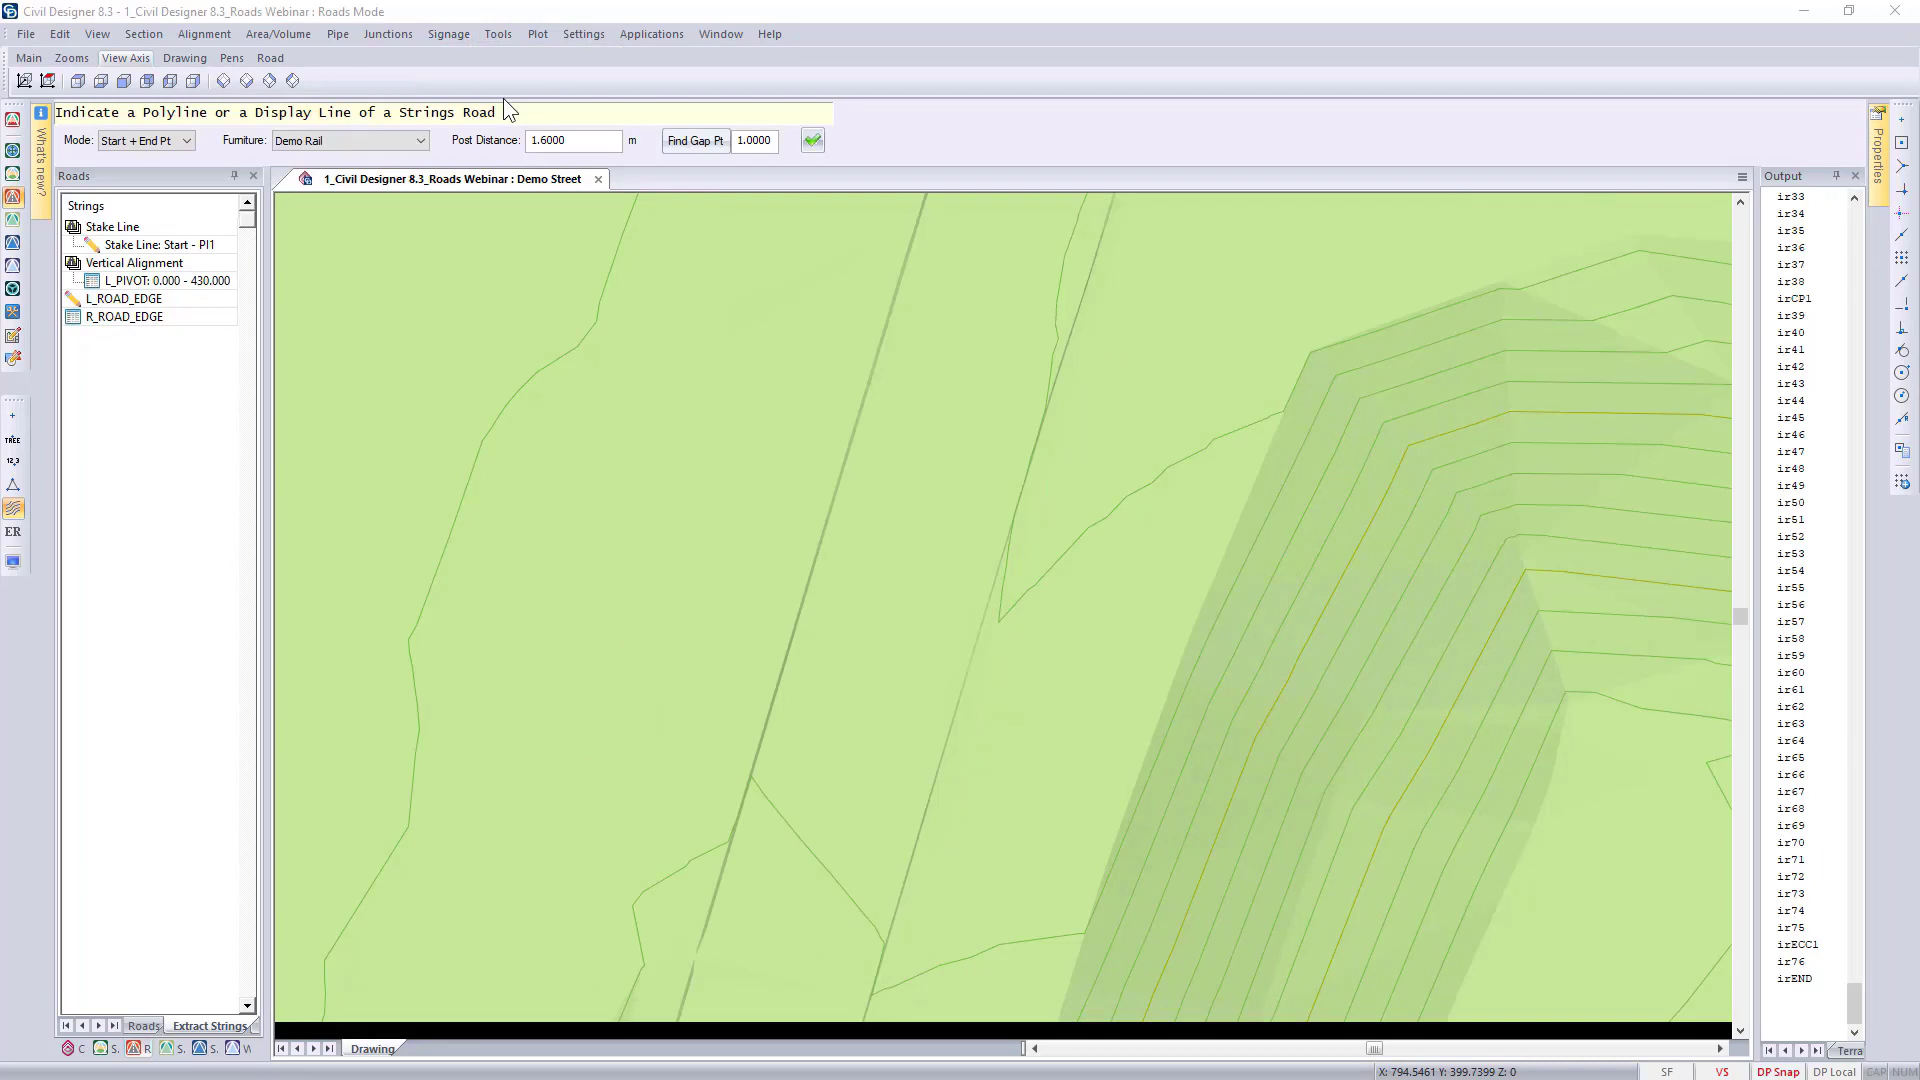 Civil Designer 8.3 - 1_Civil Designer 8.3_Roads Webinar : Roads Mode
File Edit View Section Alignment Area/Volume Pipe Junctions Signage Tools Plot Settings Applications Window Help
Main Zooms View Axis Drawing Pens Road
Indicate a Polyline or a Display Line of a Strings Road
Mode: Start + End Pt Furniture: Demo Rail Post Distance: 1.6000 m Find Gap Pt 1.0000
What's new?
Properties
Roads
1_Civil Designer 8.3_Roads Webinar : Demo Street
Output
Strings
Stake Line
Stake Line: Start - PI1
Vertical Alignment
L_PIVOT: 0.000 - 430.000
L_ROAD_EDGE
R_ROAD_EDGE
TREE
12.3
ER
ir33
ir34
ir35
ir36
ir37
ir38
irCP1
ir39
ir40
ir41
ir42
ir43
ir44
ir45
ir46
ir47
ir48
ir49
ir50
ir51
ir52
ir53
ir54
ir55
ir56
ir57
ir58
ir59
ir60
ir61
ir62
ir63
ir64
ir65
ir66
ir67
ir68
ir69
ir70
ir71
ir72
ir73
ir74
ir75
irECC1
ir76
irEND
Roads Extract Strings
C S. R S. S.
Drawing
Terra
X: 794.5461 Y: 399.7399 Z: 0 SF VS DP Snap DP Local CAP NUM